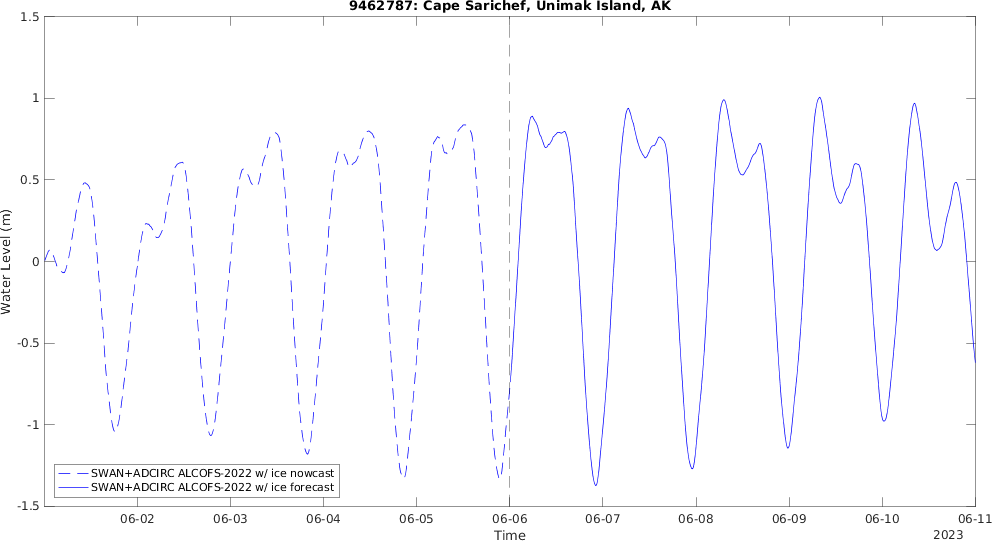 9462787: Cape Sarichef, Unimak Island, AK
1.5
1
0.5
0
-0.5
-1
-1.5
Water Level (m)
SWAN+ADCIRC ALCOFS-2022 w/ ice nowcast
SWAN+ADCIRC ALCOFS-2022 w/ ice forecast
06-02 06-03 06-04 06-05 06-06 06-07 06-08 06-09 06-10 06-11
Time
2023